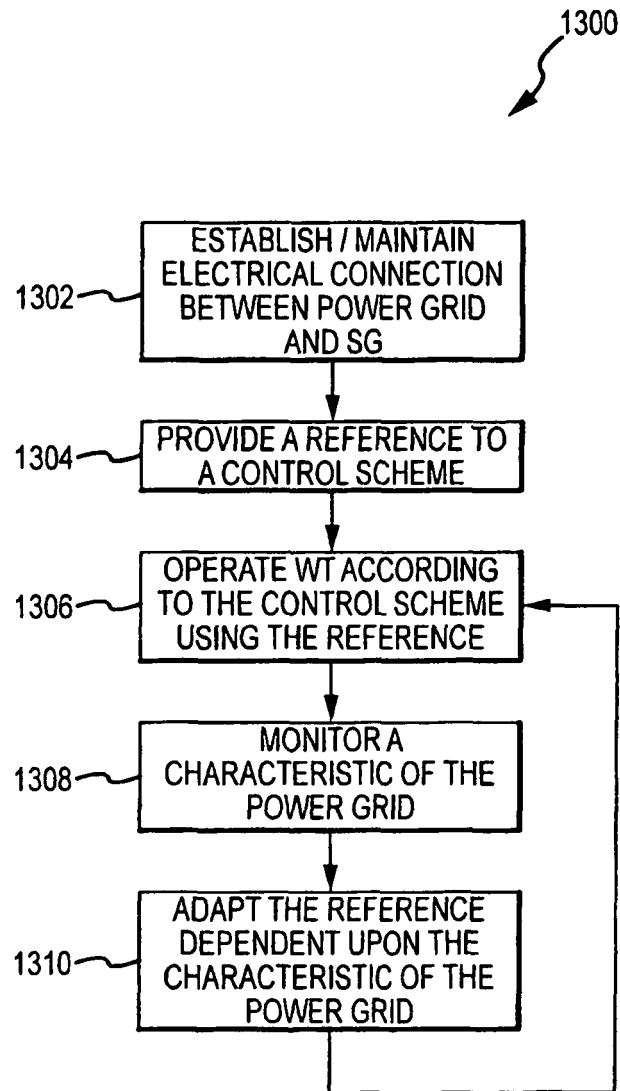 1300
1302
ESTABLISH / MAINTAIN
ELECTRICAL CONNECTION
BETWEEN POWER GRID
AND SG
1304
PROVIDE A REFERENCE TO
A CONTROL SCHEME
1306
OPERATE WT ACCORDING
TO THE CONTROL SCHEME
USING THE REFERENCE
1308
MONITOR A
CHARACTERISTIC OF THE
POWER GRID
1310
ADAPT THE REFERENCE
DEPENDENT UPON THE
CHARACTERISTIC OF THE
POWER GRID